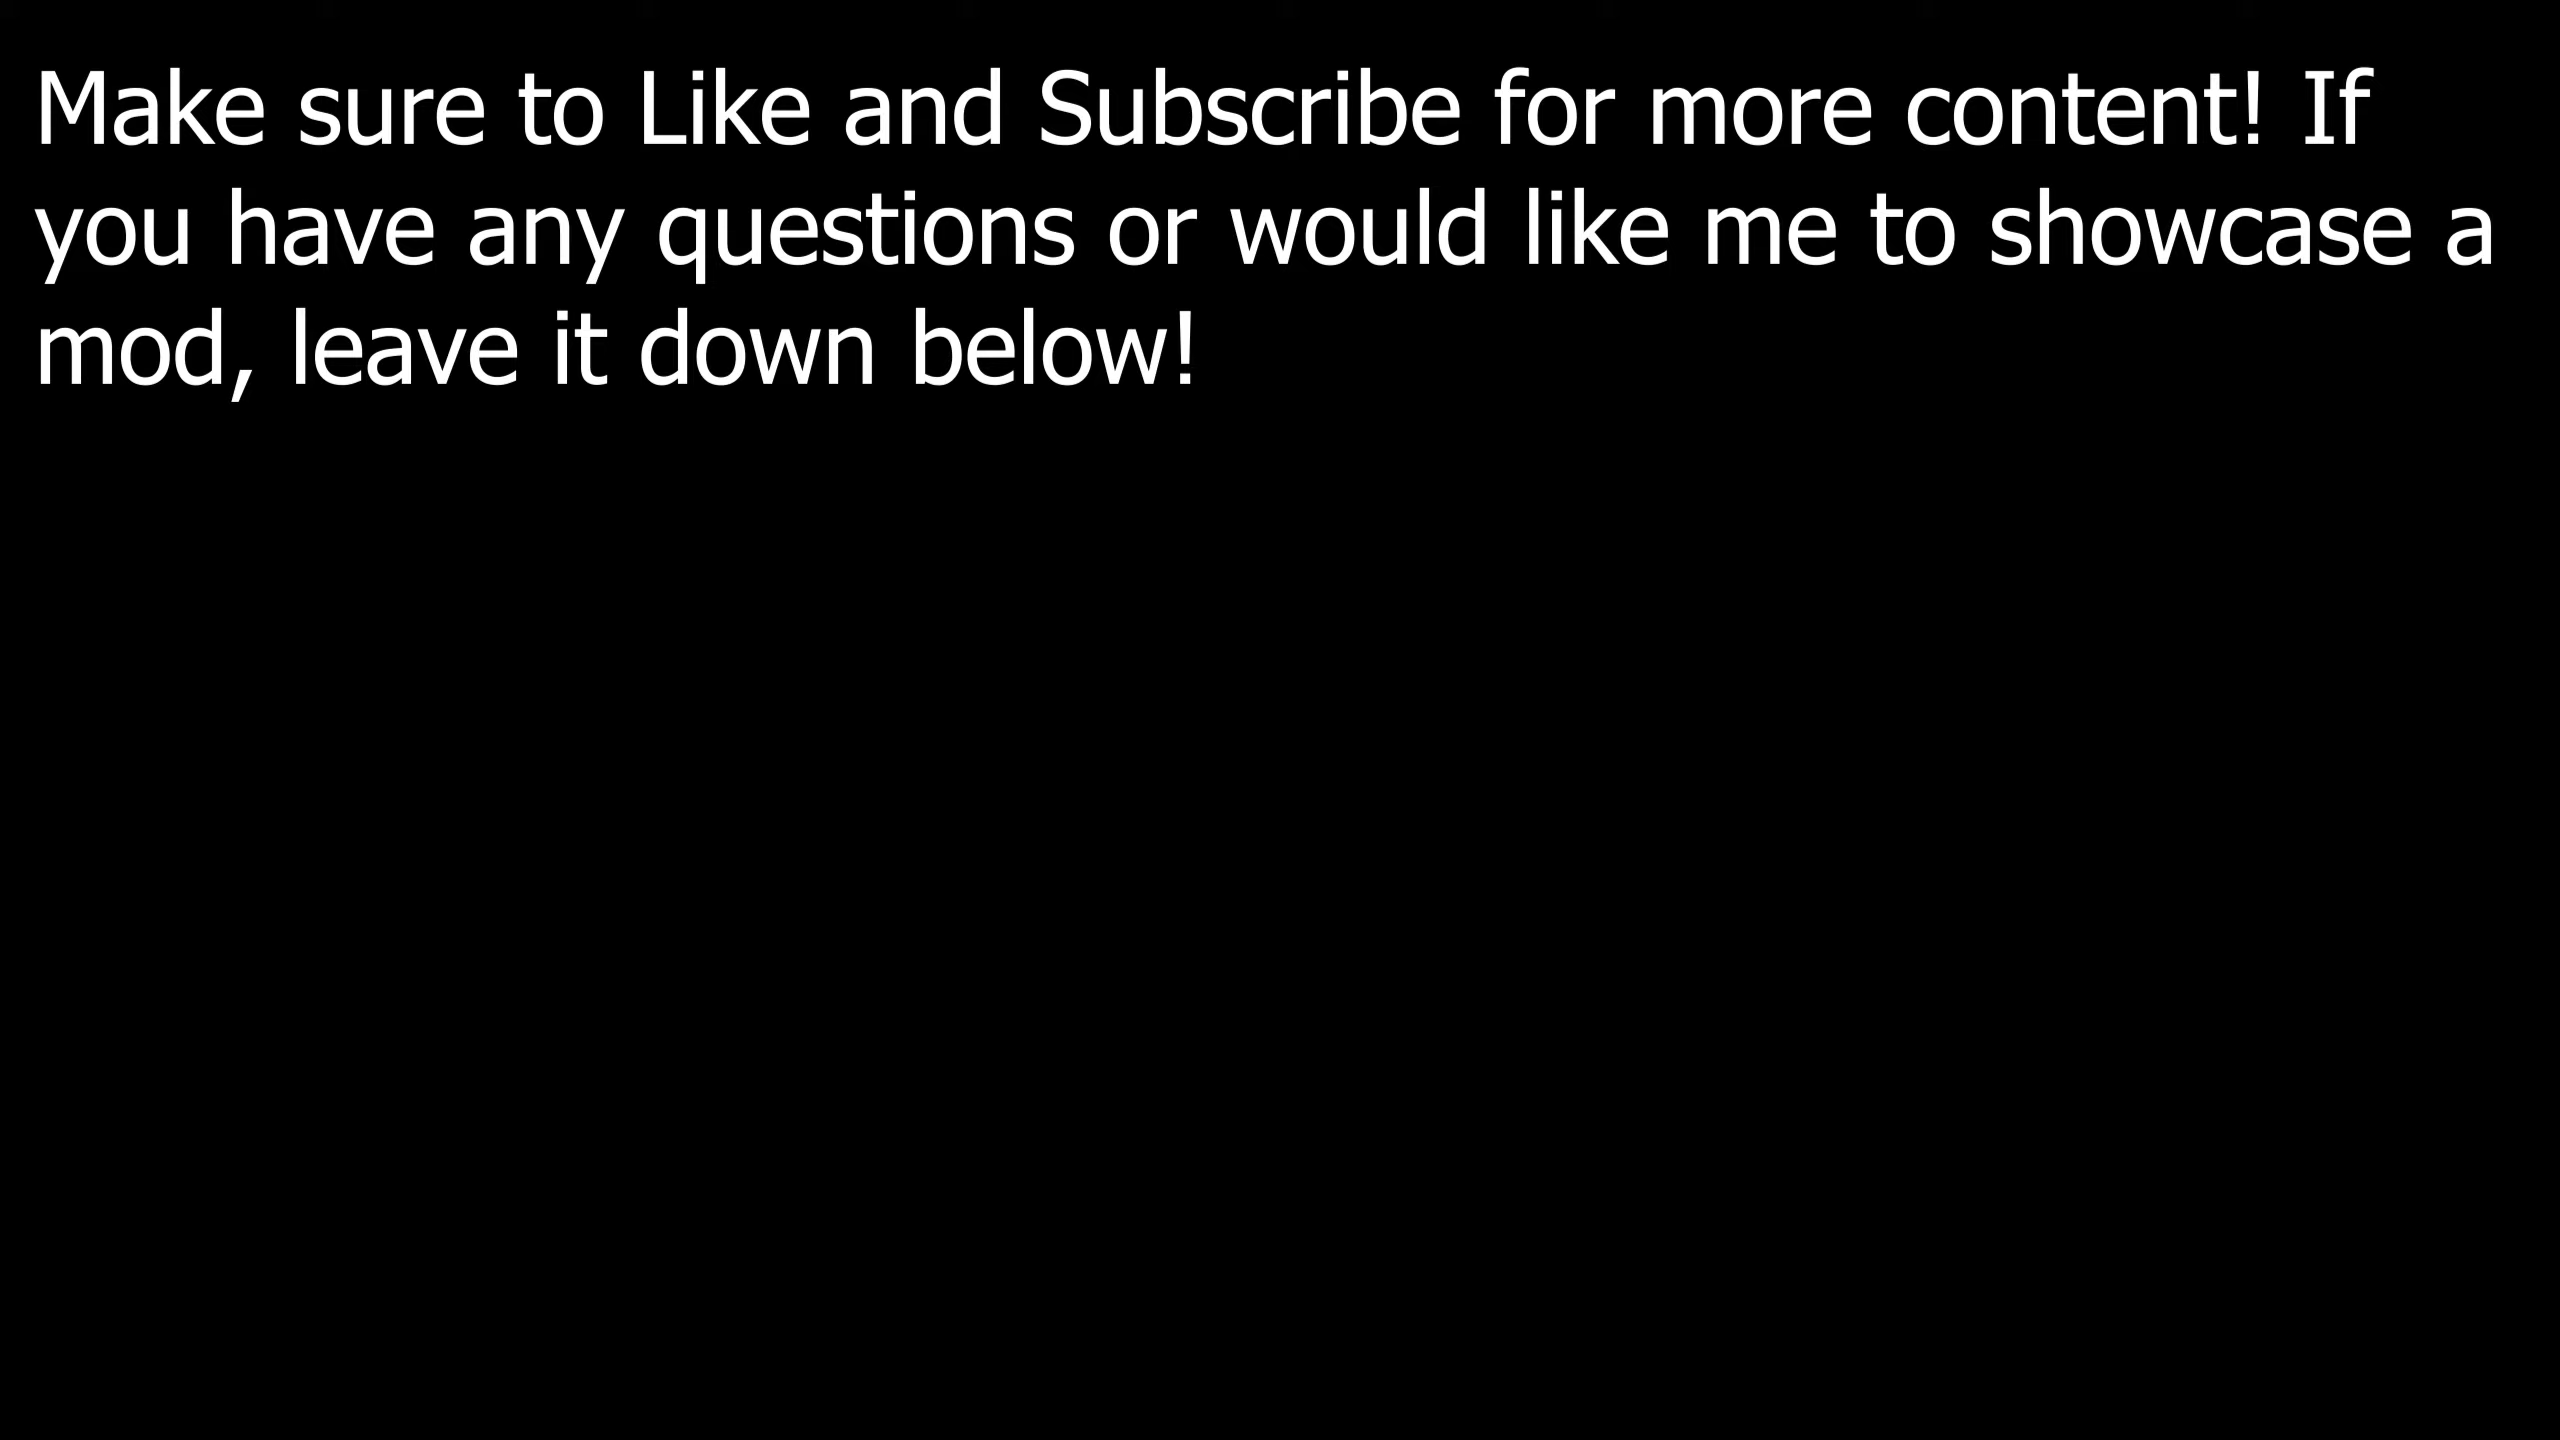 Make sure to Like and Subscribe for more content! If
you have any questions or would like me to showcase a
mod, leave it down below!